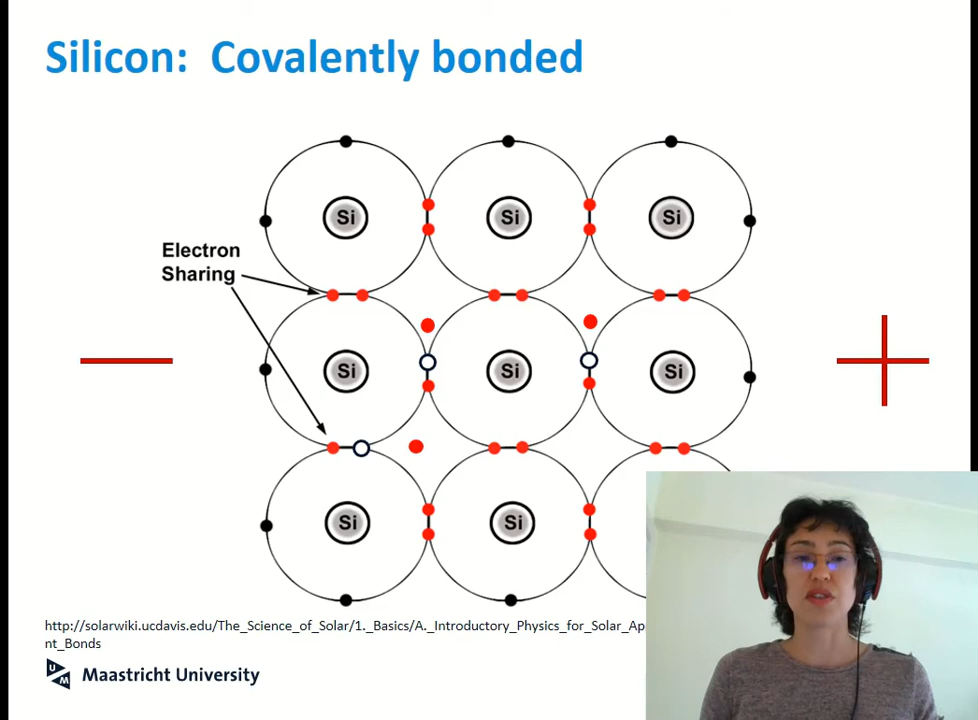 Silicon: Covalently bonded
Si Si Si
Electron
Sharing
Si Si Si
Si Si
http://solarwiki.ucdavis.edu/The_Science_of_Solar/1._Basics/A._Introductory_Physics_for_Solar_Ap
nt_Bonds
UM Maastricht University